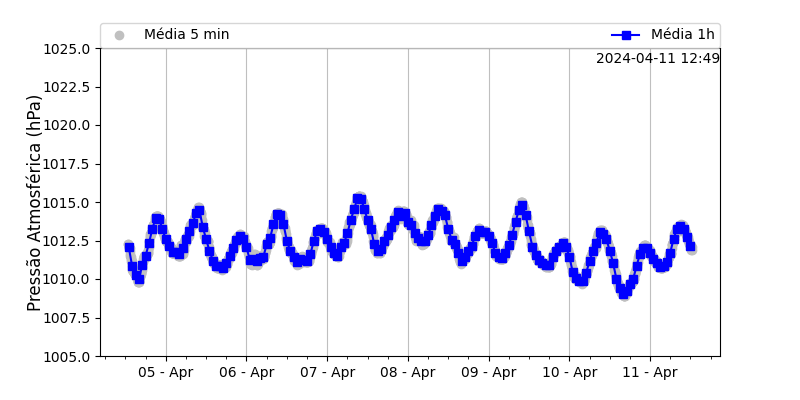 Média 5 min
Média 1h
2024-04-11 12:49
Pressão Atmosférica (hPa)
1025.0
1022.5
1020.0
1017.5
1015.0
1012.5
1010.0
1007.5
1005.0
05 - Apr
06 - Apr
07 - Apr
08 - Apr
09 - Apr
10 - Apr
11 - Apr